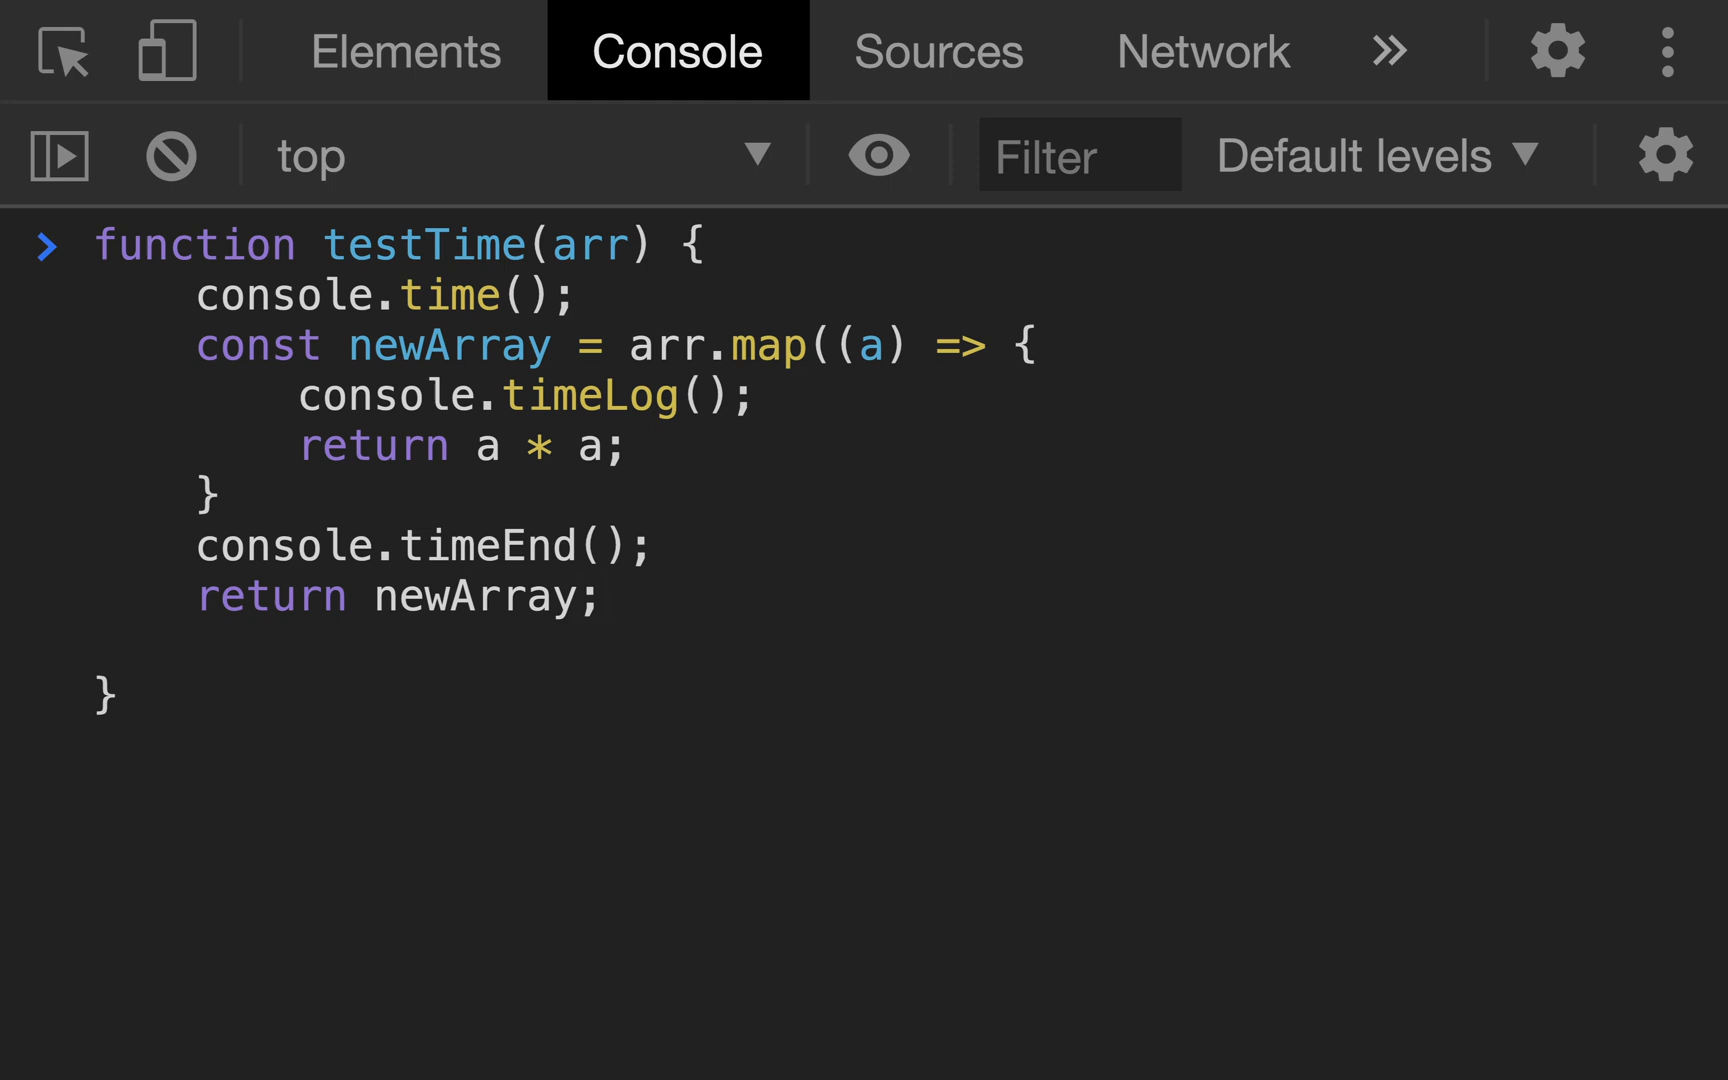 Elements Console Sources Network
top Filter Default levels
function testTime(arr) {
    console.time();
    const newArray = arr.map((a) => {
        console.timeLog();
        return a * a;
    }
    console.timeEnd();
    return newArray;
}